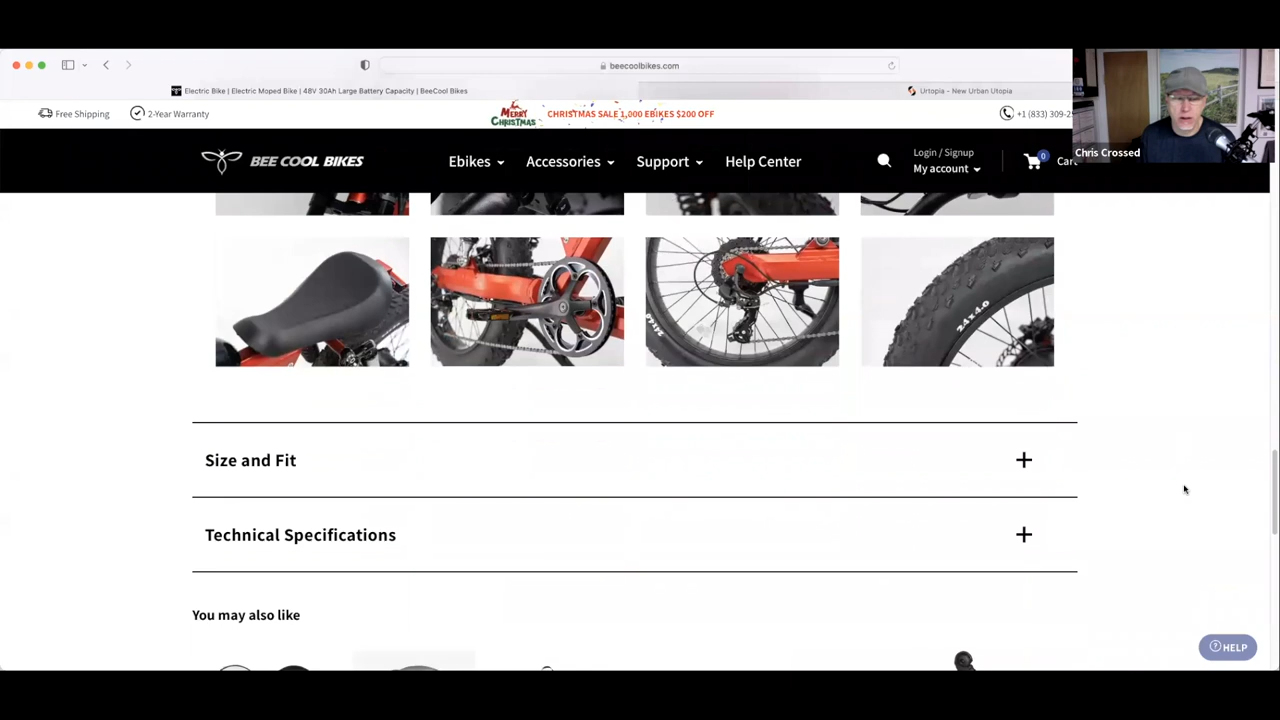 beecoolbikes.com
Electric Bike | Electric Moped Bike | 48V 30Ah Large Battery Capacity | BeeCool Bikes
Urtopia - New Urban Utopia
Free Shipping
2-Year Warranty
MERRY CHRISTMAS
CHRISTMAS SALE 1,000 EBIKES $200 OFF
+1 (833) 309-2
Chris Crossed
BEE COOL BIKES
Ebikes
Accessories
Support
Help Center
Login / Signup
My account
0
Cart
24x4.0
24x4.0
Size and Fit
Technical Specifications
You may also like
HELP